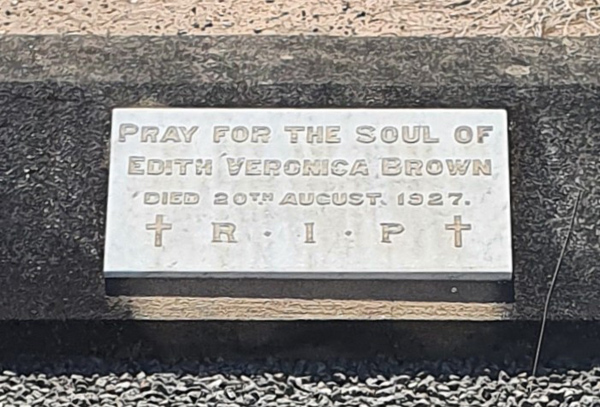 PRAY FOR THE SOUL OF
EDITH VERONICA BROWN
DIED 20TH AUGUST. 1927.
✝ R · I · P ✝